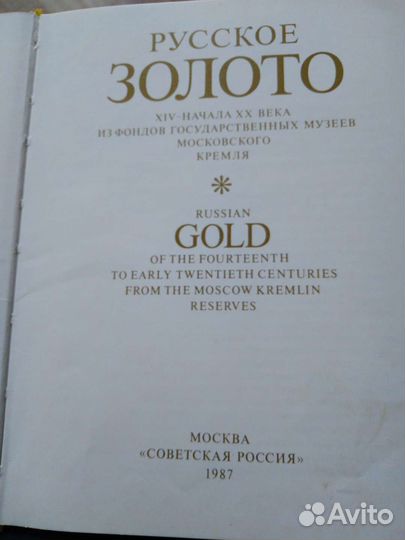 РУССКОЕ
ЗОЛОТО
XIV–НАЧАЛА XX ВЕКА
ИЗ ФОНДОВ ГОСУДАРСТВЕННЫХ МУЗЕЕВ
МОСКОВСКОГО
КРЕМЛЯ
RUSSIAN
GOLD
OF THE FOURTEENTH
TO EARLY TWENTIETH CENTURIES
FROM THE MOSCOW KREMLIN
RESERVES
МОСКВА
«СОВЕТСКАЯ РОССИЯ»
1987
Avito